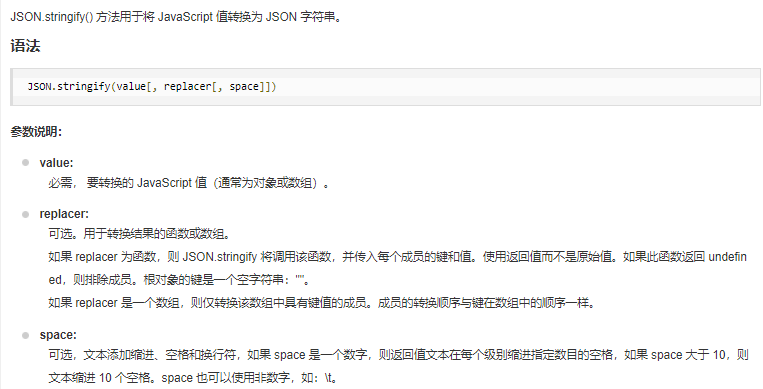 JSON.stringify() 方法用于将 JavaScript 值转换为 JSON 字符串。
语法
JSON.stringify(value[, replacer[, space]])
参数说明：
value:
必需， 要转换的 JavaScript 值（通常为对象或数组）。
replacer:
可选。用于转换结果的函数或数组。
如果 replacer 为函数，则 JSON.stringify 将调用该函数，并传入每个成员的键和值。使用返回值而不是原始值。如果此函数返回 undefin
ed，则排除成员。根对象的键是一个空字符串：""。
如果 replacer 是一个数组，则仅转换该数组中具有键值的成员。成员的转换顺序与键在数组中的顺序一样。
space:
可选，文本添加缩进、空格和换行符，如果 space 是一个数字，则返回值文本在每个级别缩进指定数目的空格，如果 space 大于 10，则
文本缩进 10 个空格。space 也可以使用非数字，如：\t。